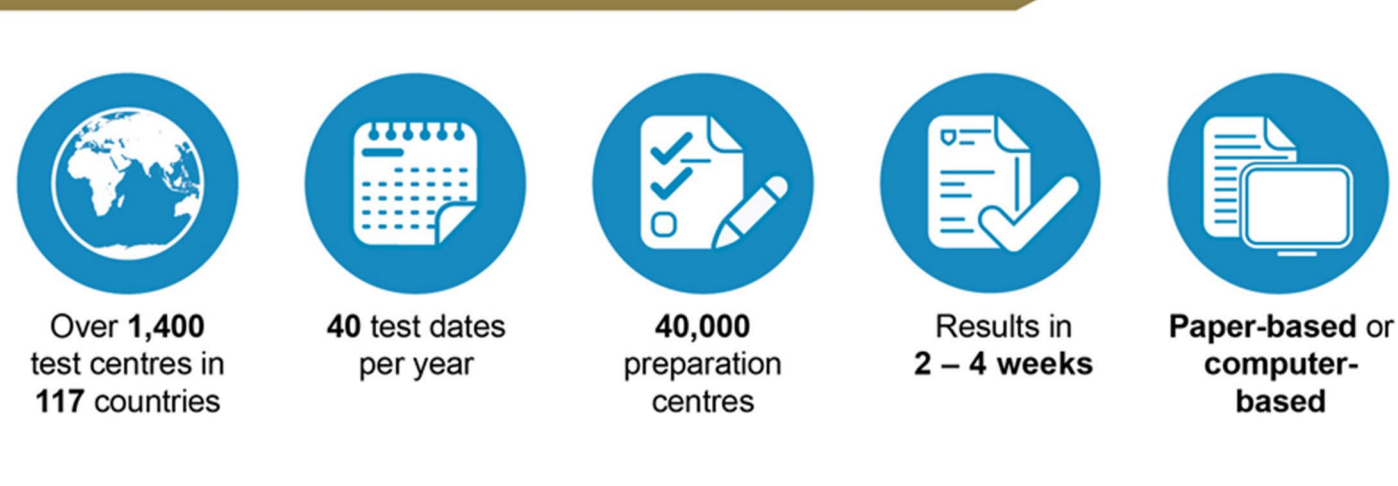 Over 1,400
test centres in
117 countries
40 test dates
per year
40,000
preparation
centres
Results in
2 – 4 weeks
Paper-based or
computer-
based